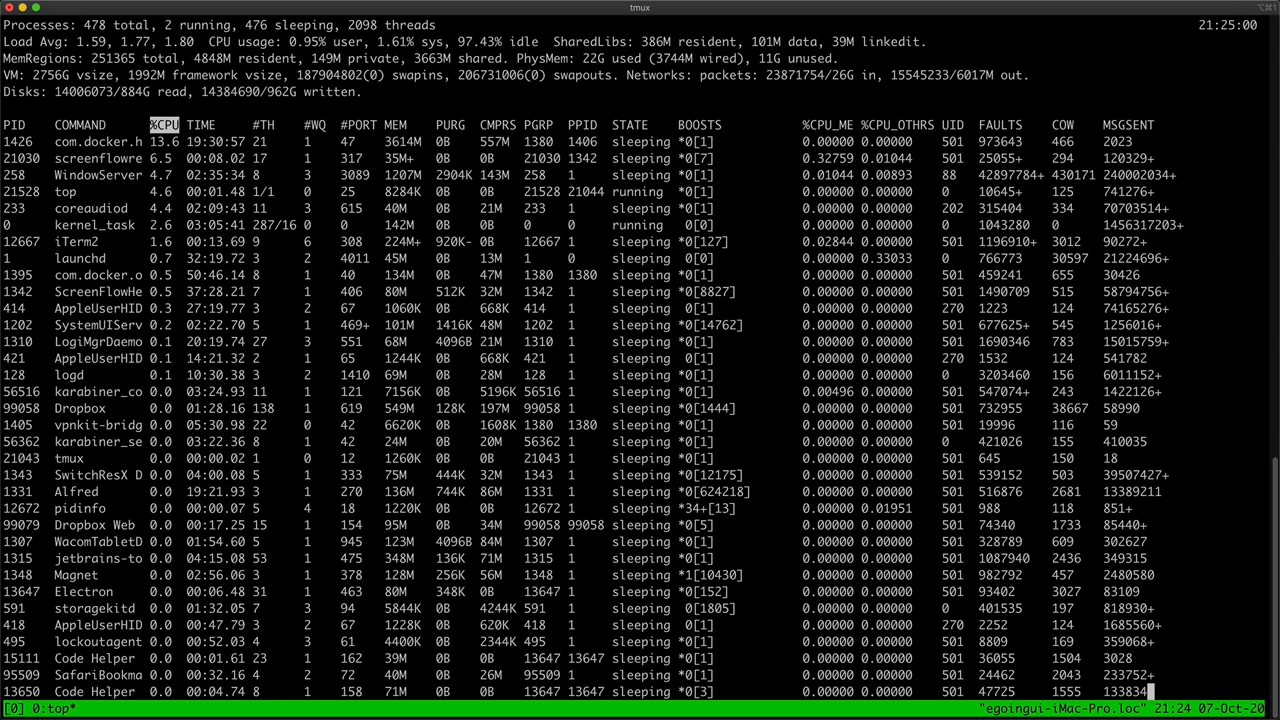 tmux
⌥⌘1
Processes: 478 total, 2 running, 476 sleeping, 2098 threads 21:25:00
Load Avg: 1.59, 1.77, 1.80  CPU usage: 0.95% user, 1.61% sys, 97.43% idle  SharedLibs: 386M resident, 101M data, 39M linkedit.
MemRegions: 251365 total, 4848M resident, 149M private, 3663M shared. PhysMem: 22G used (3744M wired), 11G unused.
VM: 2756G vsize, 1992M framework vsize, 187904802(0) swapins, 206731006(0) swapouts. Networks: packets: 23871754/26G in, 15545233/6017M out.
Disks: 14006073/884G read, 14384690/962G written.
PID COMMAND %CPU TIME #TH #WQ #PORT MEM PURG CMPRS PGRP PPID STATE BOOSTS %CPU_ME %CPU_OTHRS UID FAULTS COW MSGSENT
1426 com.docker.h 13.6 19:30:57 21 1 47 3614M 0B 557M 1380 1406 sleeping *0[1] 0.00000 0.00000 501 973643 466 2023
21030 screenflowre 6.5 00:08.02 17 1 317 35M+ 0B 0B 21030 1342 sleeping *0[7] 0.32759 0.01044 501 25055+ 294 120329+
258 WindowServer 4.7 02:35:34 8 3 3089 1207M 2904K 143M 258 1 sleeping *0[1] 0.01044 0.00893 88 42897784+ 430171 240002034+
21528 top 4.6 00:01.48 1/1 0 25 8284K 0B 0B 21528 21044 running *0[1] 0.00000 0.00000 0 10645+ 125 741276+
233 coreaudiod 4.4 02:09:43 11 3 615 40M 0B 21M 233 1 sleeping *0[1] 0.00000 0.00000 202 315404 334 70703514+
0 kernel_task 2.6 03:05:41 287/16 0 0 142M 0B 0B 0 0 running 0[0] 0.00000 0.00000 0 1043280 0 1456317203+
12667 iTerm2 1.6 00:13.69 9 6 308 224M+ 920K- 0B 12667 1 sleeping *0[127] 0.02844 0.00000 501 1196910+ 3012 90272+
1 launchd 0.7 32:19.72 3 2 4011 45M 0B 13M 1 0 sleeping 0[0] 0.00000 0.33033 0 766773 30597 21224696+
1395 com.docker.o 0.5 50:46.14 8 1 40 134M 0B 47M 1380 1380 sleeping *0[1] 0.00000 0.00000 501 459241 655 30426
1342 ScreenFlowHe 0.5 37:28.21 7 1 406 80M 512K 32M 1342 1 sleeping *0[8827] 0.00000 0.00000 501 1490709 515 58794756+
414 AppleUserHID 0.3 27:19.77 3 2 67 1060K 0B 668K 414 1 sleeping 0[1] 0.00000 0.00000 270 1223 124 74165276+
1202 SystemUIServ 0.2 02:22.70 5 1 469+ 101M 1416K 48M 1202 1 sleeping *0[14762] 0.00000 0.00000 501 677625+ 545 1256016+
1310 LogiMgrDaemo 0.1 20:19.74 27 3 551 68M 4096B 21M 1310 1 sleeping *0[1] 0.00000 0.00000 501 1690346 783 15015759+
421 AppleUserHID 0.1 14:21.32 2 1 65 1244K 0B 668K 421 1 sleeping 0[1] 0.00000 0.00000 270 1532 124 541782
128 logd 0.1 10:30.38 3 2 1410 69M 0B 28M 128 1 sleeping *0[1] 0.00000 0.00000 0 3203460 156 6011152+
56516 karabiner_co 0.0 03:24.93 11 1 121 7156K 0B 5196K 56516 1 sleeping *0[1] 0.00496 0.00000 501 547074+ 243 1422126+
99058 Dropbox 0.0 01:28.16 138 1 619 549M 128K 197M 99058 1 sleeping *0[1444] 0.00000 0.00000 501 732955 38667 58990
1405 vpnkit-bridg 0.0 05:30.98 22 0 42 6620K 0B 1608K 1380 1380 sleeping *0[1] 0.00000 0.00000 501 19996 116 59
56362 karabiner_se 0.0 03:22.36 8 1 42 24M 0B 20M 56362 1 sleeping *0[1] 0.00000 0.00000 0 421026 155 410035
21043 tmux 0.0 00:00.02 1 0 12 1260K 0B 0B 21043 1 sleeping *0[1] 0.00000 0.00000 501 645 150 18
1343 SwitchResX D 0.0 04:00.08 5 1 333 75M 444K 32M 1343 1 sleeping *0[12175] 0.00000 0.00000 501 539152 503 39507427+
1331 Alfred 0.0 19:21.93 3 1 270 136M 744K 86M 1331 1 sleeping *0[624218] 0.00000 0.00000 501 516876 2681 13389211
12672 pidinfo 0.0 00:00.07 5 4 18 1220K 0B 0B 12672 1 sleeping *34+[13] 0.00000 0.01951 501 988 118 851+
99079 Dropbox Web 0.0 00:17.25 15 1 154 95M 0B 34M 99058 99058 sleeping *0[5] 0.00000 0.00000 501 74340 1733 85440+
1307 WacomTabletD 0.0 01:54.60 5 1 945 123M 4096B 84M 1307 1 sleeping *0[1] 0.00000 0.00000 501 328789 609 302627
1315 jetbrains-to 0.0 04:15.08 53 1 475 348M 136K 71M 1315 1 sleeping *0[1] 0.00000 0.00000 501 1087940 2436 349315
1348 Magnet 0.0 02:56.06 3 1 378 128M 256K 56M 1348 1 sleeping *1[10430] 0.00000 0.00000 501 982792 457 2480580
13647 Electron 0.0 00:06.48 31 1 463 80M 348K 0B 13647 1 sleeping *0[152] 0.00000 0.00000 501 93402 3027 83109
591 storagekitd 0.0 01:32.05 7 3 94 5844K 0B 4244K 591 1 sleeping 0[1805] 0.00000 0.00000 0 401535 197 818930+
418 AppleUserHID 0.0 00:47.79 3 2 67 1228K 0B 620K 418 1 sleeping 0[1] 0.00000 0.00000 270 2252 124 1685560+
495 lockoutagent 0.0 00:52.03 4 3 61 4400K 0B 2344K 495 1 sleeping *0[1] 0.00000 0.00000 501 8809 169 359068+
15111 Code Helper 0.0 00:01.61 23 1 162 39M 0B 0B 13647 13647 sleeping *0[1] 0.00000 0.00000 501 36055 1504 3028
95509 SafariBookma 0.0 00:32.16 4 2 72 40M 0B 26M 95509 1 sleeping *0[1] 0.00000 0.00000 501 24462 2043 233752+
13650 Code Helper 0.0 00:04.74 8 1 158 71M 0B 0B 13647 13647 sleeping *0[3] 0.00000 0.00000 501 47725 1555 133834
[0] 0:top* "egoingui-iMac-Pro.loc" 21:24 07-Oct-20